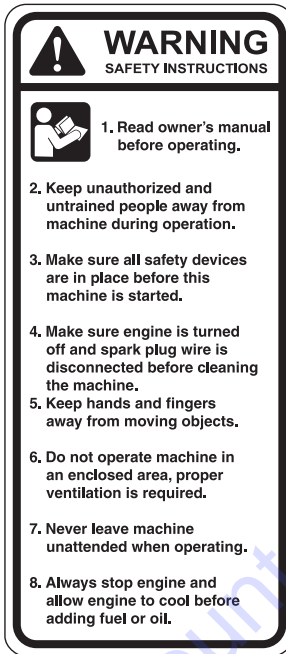 WARNING
SAFETY INSTRUCTIONS
1. Read owner's manual
before operating.
2. Keep unauthorized and
untrained people away from
machine during operation.
3. Make sure all safety devices
are in place before this
machine is started.
4. Make sure engine is turned
off and spark plug wire is
disconnected before cleaning
the machine.
5. Keep hands and fingers
away from moving objects.
6. Do not operate machine in
an enclosed area, proper
ventilation is required.
7. Never leave machine
unattended when operating.
8. Always stop engine and
allow engine to cool before
adding fuel or oil.